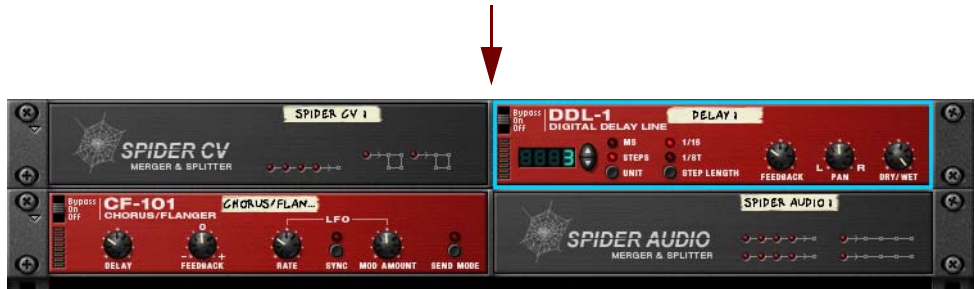 SPIDER CV 1
SPIDER CV
MERGER & SPLITTER
Bypass
On
Off
DDL-1
DIGITAL DELAY LINE
DELAY 1
3
MS
STEPS
UNIT
1/16
1/8T
STEP LENGTH
FEEDBACK
L R
PAN
DRY/WET
Bypass
On
Off
CF-101
CHORUS/FLANGER
CHORUS/FLAN...
DELAY
0
- +
FEEDBACK
LFO
RATE
SYNC
MOD AMOUNT
SEND MODE
SPIDER AUDIO 1
SPIDER AUDIO
MERGER & SPLITTER